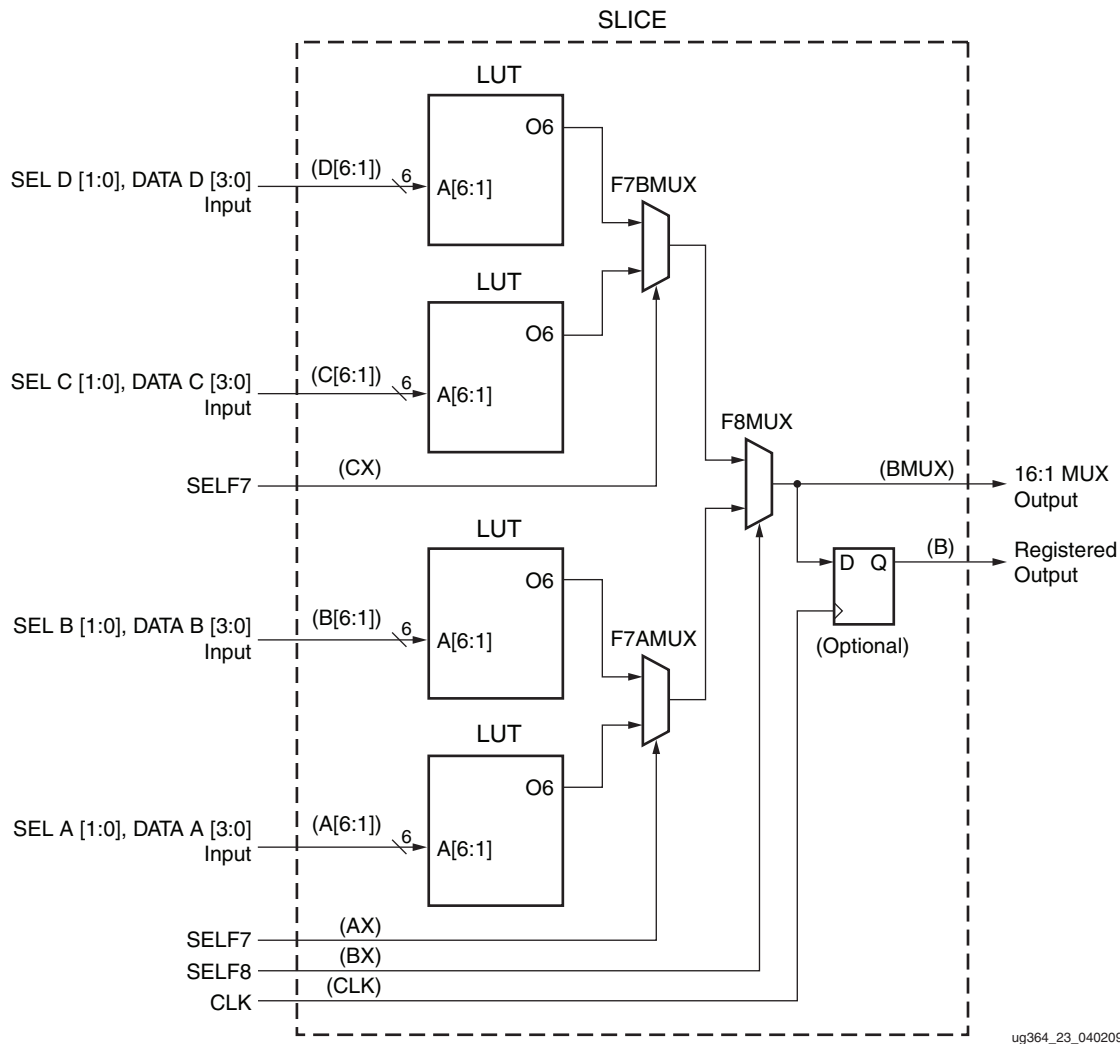 SLICE
LUT
O6
SEL D [1:0], DATA D [3:0]
Input
(D[6:1])
6
A[6:1]
F7BMUX
LUT
O6
SEL C [1:0], DATA C [3:0]
Input
(C[6:1])
6
A[6:1]
F8MUX
SELF7
(CX)
(BMUX)
16:1 MUX
Output
LUT
O6
D Q
(B)
Registered
Output
SEL B [1:0], DATA B [3:0]
Input
(B[6:1])
6
A[6:1]
F7AMUX
(Optional)
LUT
O6
SEL A [1:0], DATA A [3:0]
Input
(A[6:1])
6
A[6:1]
SELF7
(AX)
SELF8
(BX)
CLK
(CLK)
ug364_23_040209